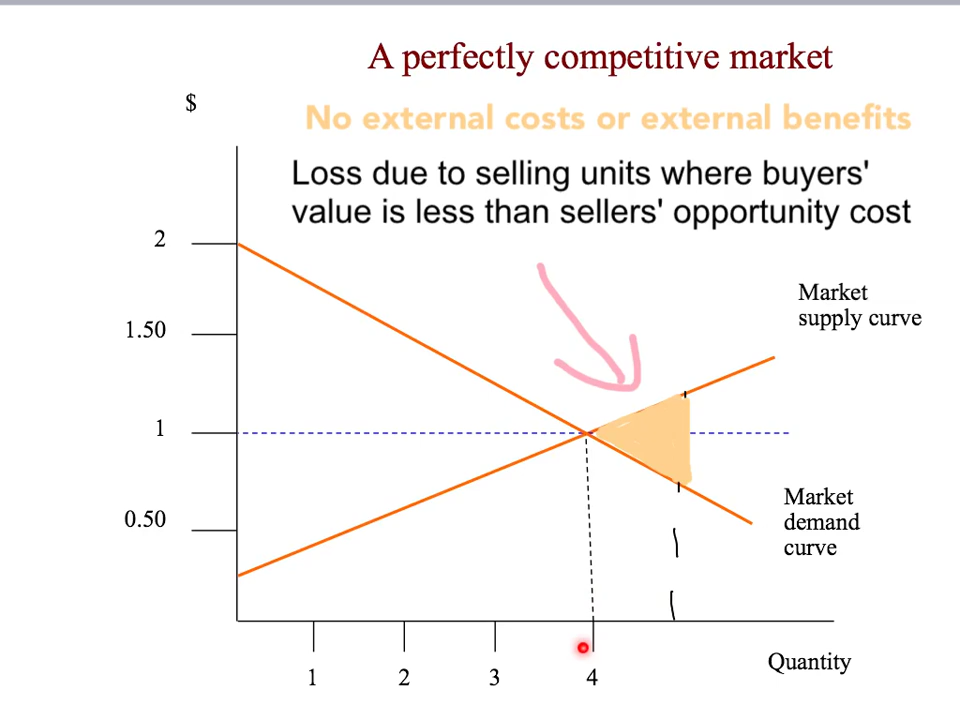 A perfectly competitive market
$
No external costs or external benefits
Loss due to selling units where buyers'
value is less than sellers' opportunity cost
2
Market
supply curve
1.50
1
Market
demand
curve
0.50
Quantity
1 2 3 4